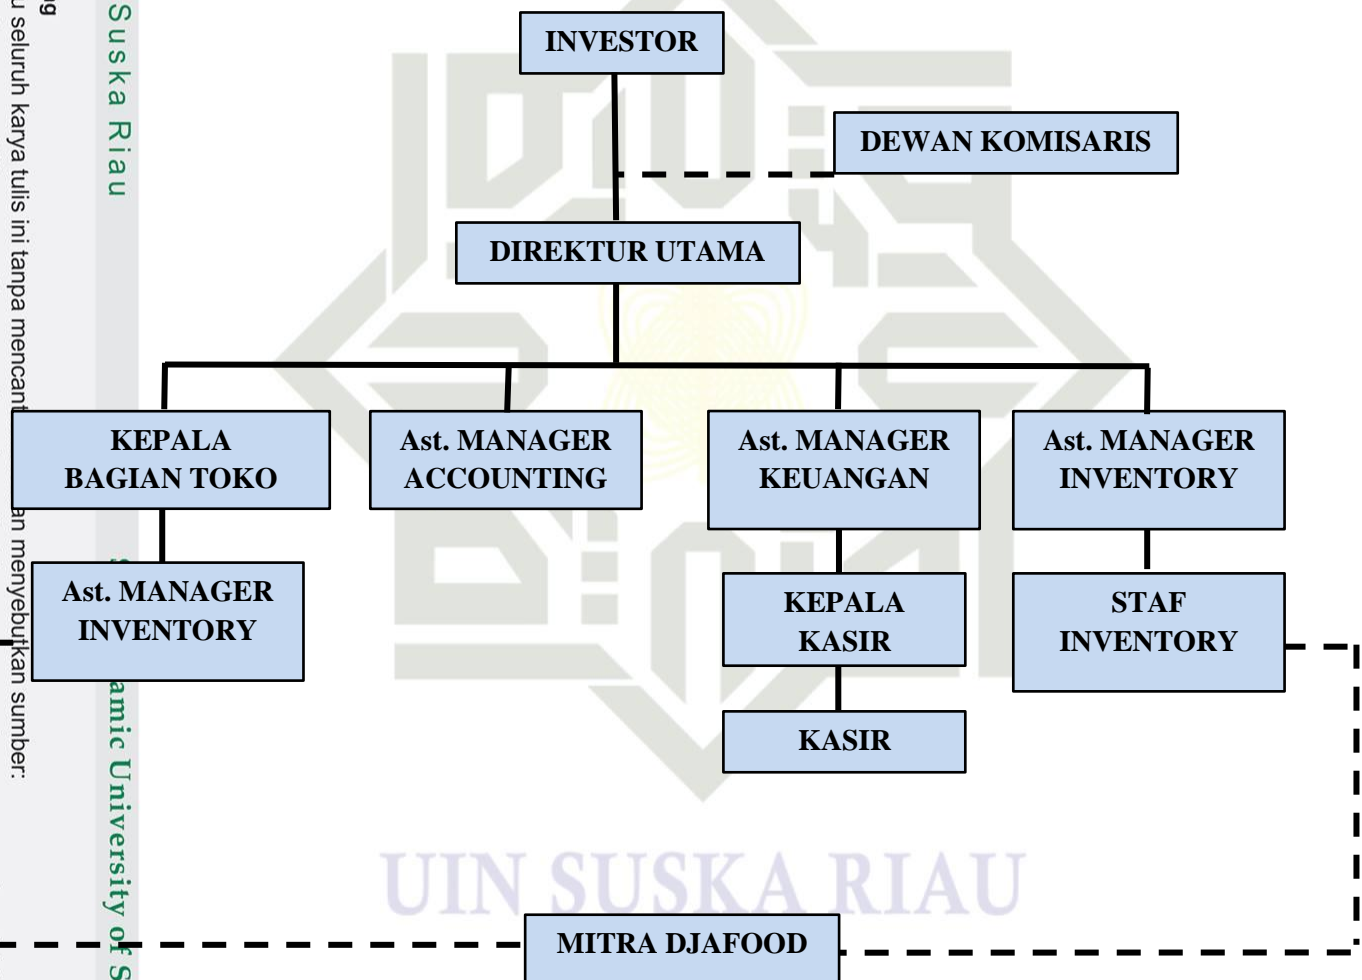 INVESTOR
DEWAN KOMISARIS
DIREKTUR UTAMA
KEPALA
BAGIAN TOKO
Ast. MANAGER
ACCOUNTING
Ast. MANAGER
KEUANGAN
Ast. MANAGER
INVENTORY
Ast. MANAGER
INVENTORY
KEPALA
KASIR
STAF
INVENTORY
KASIR
UIN SUSKA RIAU
MITRA DJAFOOD
Suska Riau
amic University of S
seluruh karya tulis ini tanpa mencant
an menyebutkan sumber: